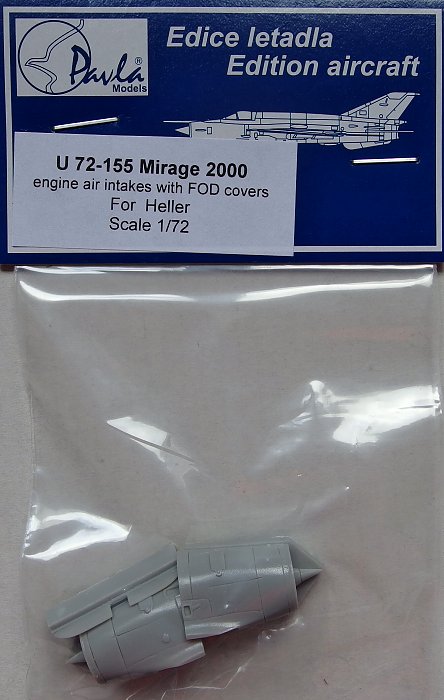 Edice letadla
Edition aircraft
Pavla®
Models
U 72-155 Mirage 2000
engine air intakes with FOD covers
For Heller
Scale 1/72